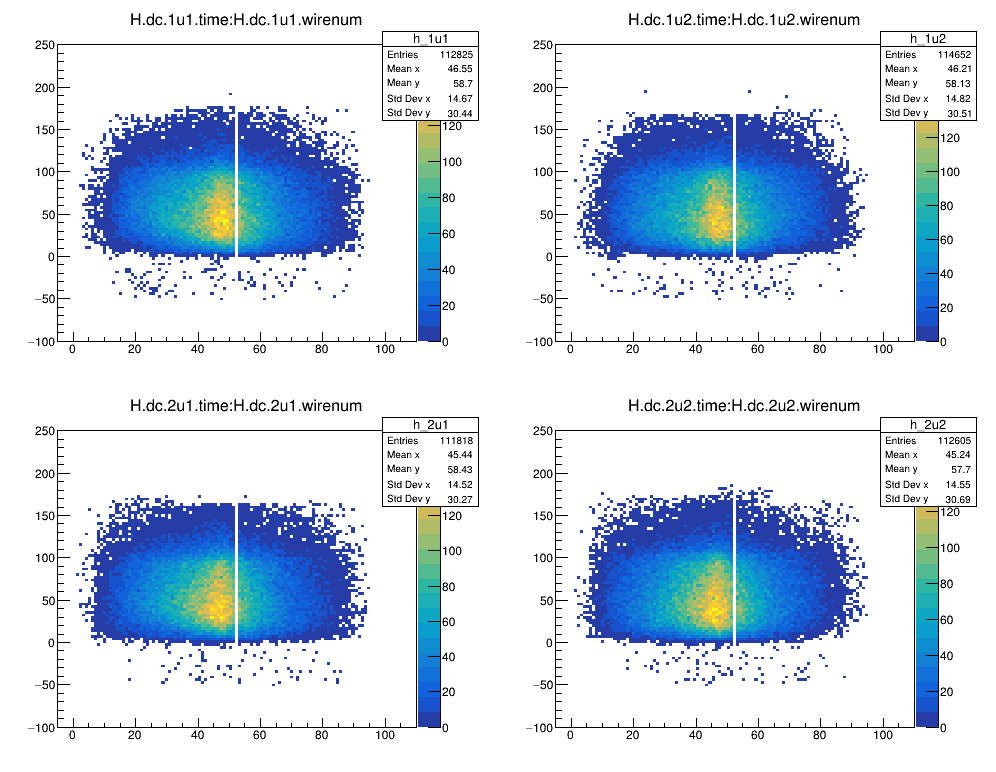 H.dc.1u1.time:H.dc.1u1.wirenum
h_1u1
Entries 112825
Mean x 46.55
Mean y 58.7
Std Dev x 14.67
Std Dev y 30.44
250
200
150
100
50
0
−50
−100
0 20 40 60 80 100
120
100
80
60
40
20
0
H.dc.1u2.time:H.dc.1u2.wirenum
h_1u2
Entries 114652
Mean x 46.21
Mean y 58.13
Std Dev x 14.82
Std Dev y 30.51
250
200
150
100
50
0
−50
−100
0 20 40 60 80 100
120
100
80
60
40
20
0
H.dc.2u1.time:H.dc.2u1.wirenum
h_2u1
Entries 111818
Mean x 45.44
Mean y 58.43
Std Dev x 14.52
Std Dev y 30.27
250
200
150
100
50
0
−50
−100
0 20 40 60 80 100
120
100
80
60
40
20
0
H.dc.2u2.time:H.dc.2u2.wirenum
h_2u2
Entries 112605
Mean x 45.24
Mean y 57.7
Std Dev x 14.55
Std Dev y 30.69
250
200
150
100
50
0
−50
−100
0 20 40 60 80 100
120
100
80
60
40
20
0